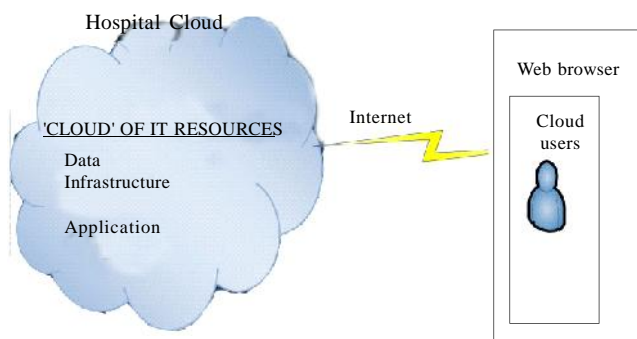 Hospital Cloud
'CLOUD' OF IT RESOURCES
Data
Infrastructure
Application
Internet
Web browser
Cloud
users